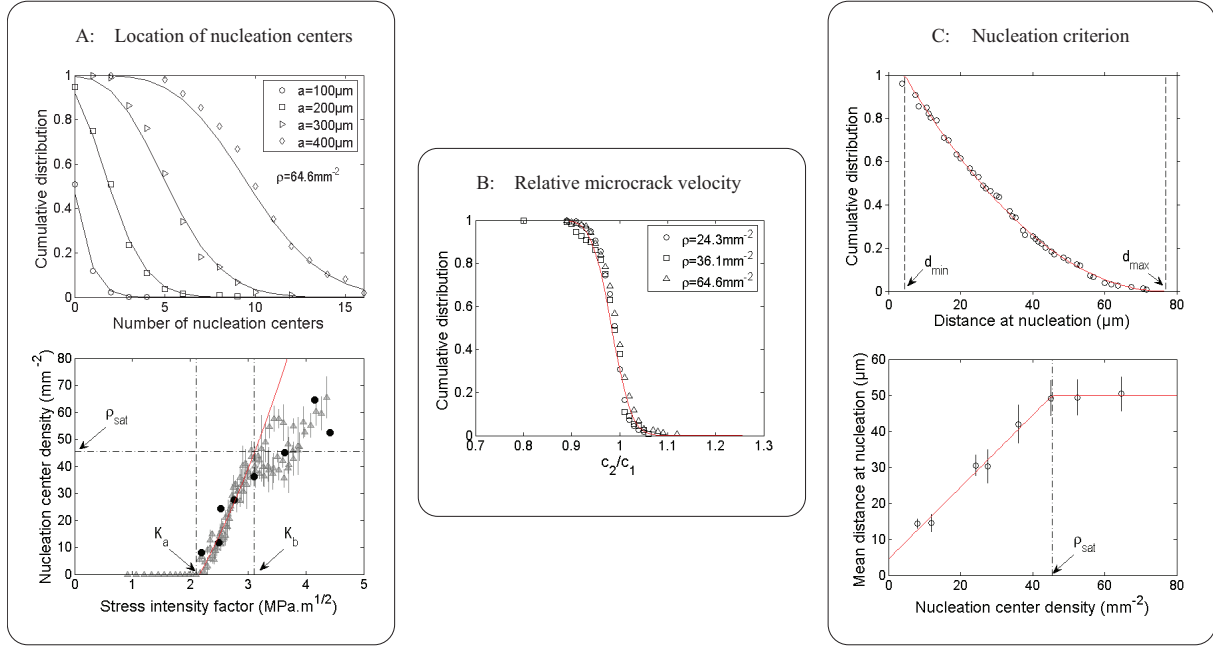 A: Location of nucleation centers
1
0.8
0.6
0.4
0.2
0
0 5 10 15
Cumulative distribution
Number of nucleation centers
a=100µm
a=200µm
a=300µm
a=400µm
ρ=64.6mm-2
80
70
60
50
40
30
20
10
0
0 1 2 3 4 5
Nucleation center density (mm-2)
Stress intensity factor (MPa.m1/2)
ρsat
Ka
Kb
B: Relative microcrack velocity
1
0.8
0.6
0.4
0.2
0
0.7 0.8 0.9 1.0 1.1 1.2 1.3
Cumulative distribution
c2/c1
ρ=24.3mm-2
ρ=36.1mm-2
ρ=64.6mm-2
C: Nucleation criterion
1
0.8
0.6
0.4
0.2
0
0 20 40 60 80
Cumulative distribution
Distance at nucleation (µm)
dmin
dmax
60
50
40
30
20
10
0
0 20 40 60 80
Mean distance at nucleation (µm)
Nucleation center density (mm-2)
ρsat